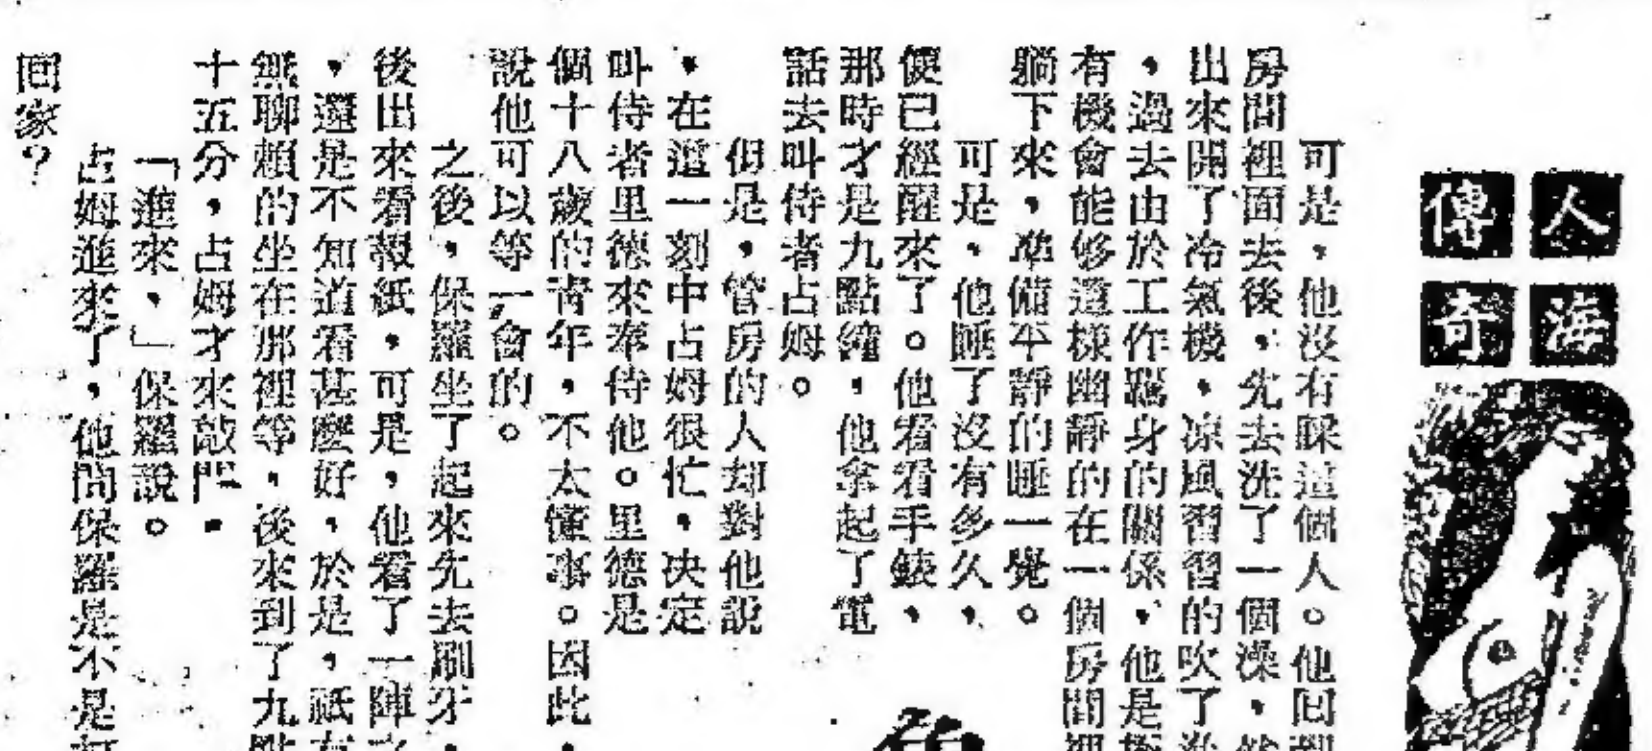 人海
傳奇
可是，他沒有睬這個人。他回到
房間裡面去後，先去洗了一個澡，然
出來開了冷氣機，凉風習習的吹了
，過去由於工作羈身的關係，他是極
有機會能够這樣幽靜的在一個房間裡
躺下來，準備平靜的睡一覺。
可是，他睡了沒有多久，
便已經醒來了。他看看手錶，
那時才是九點鐘，他拿起了電
話去叫侍者占姆。
但是，管房的人却對他說
，在這一刻中占姆很忙，决定
叫侍者里德來奉侍他。里德是
個十八歲的青年，不太懂事。因此，
說他可以等一會的。
之後，保羅坐了起來先去刷牙，
後出來看報紙，可是，他看了一陣之
，還是不知道看甚麽好，於是，祇有
無聊賴的坐在那裡等，後來到了九點
十五分，占姆才來敲門。
「進來，」保羅說。
占姆進來了，他問保羅是不是打
回家？